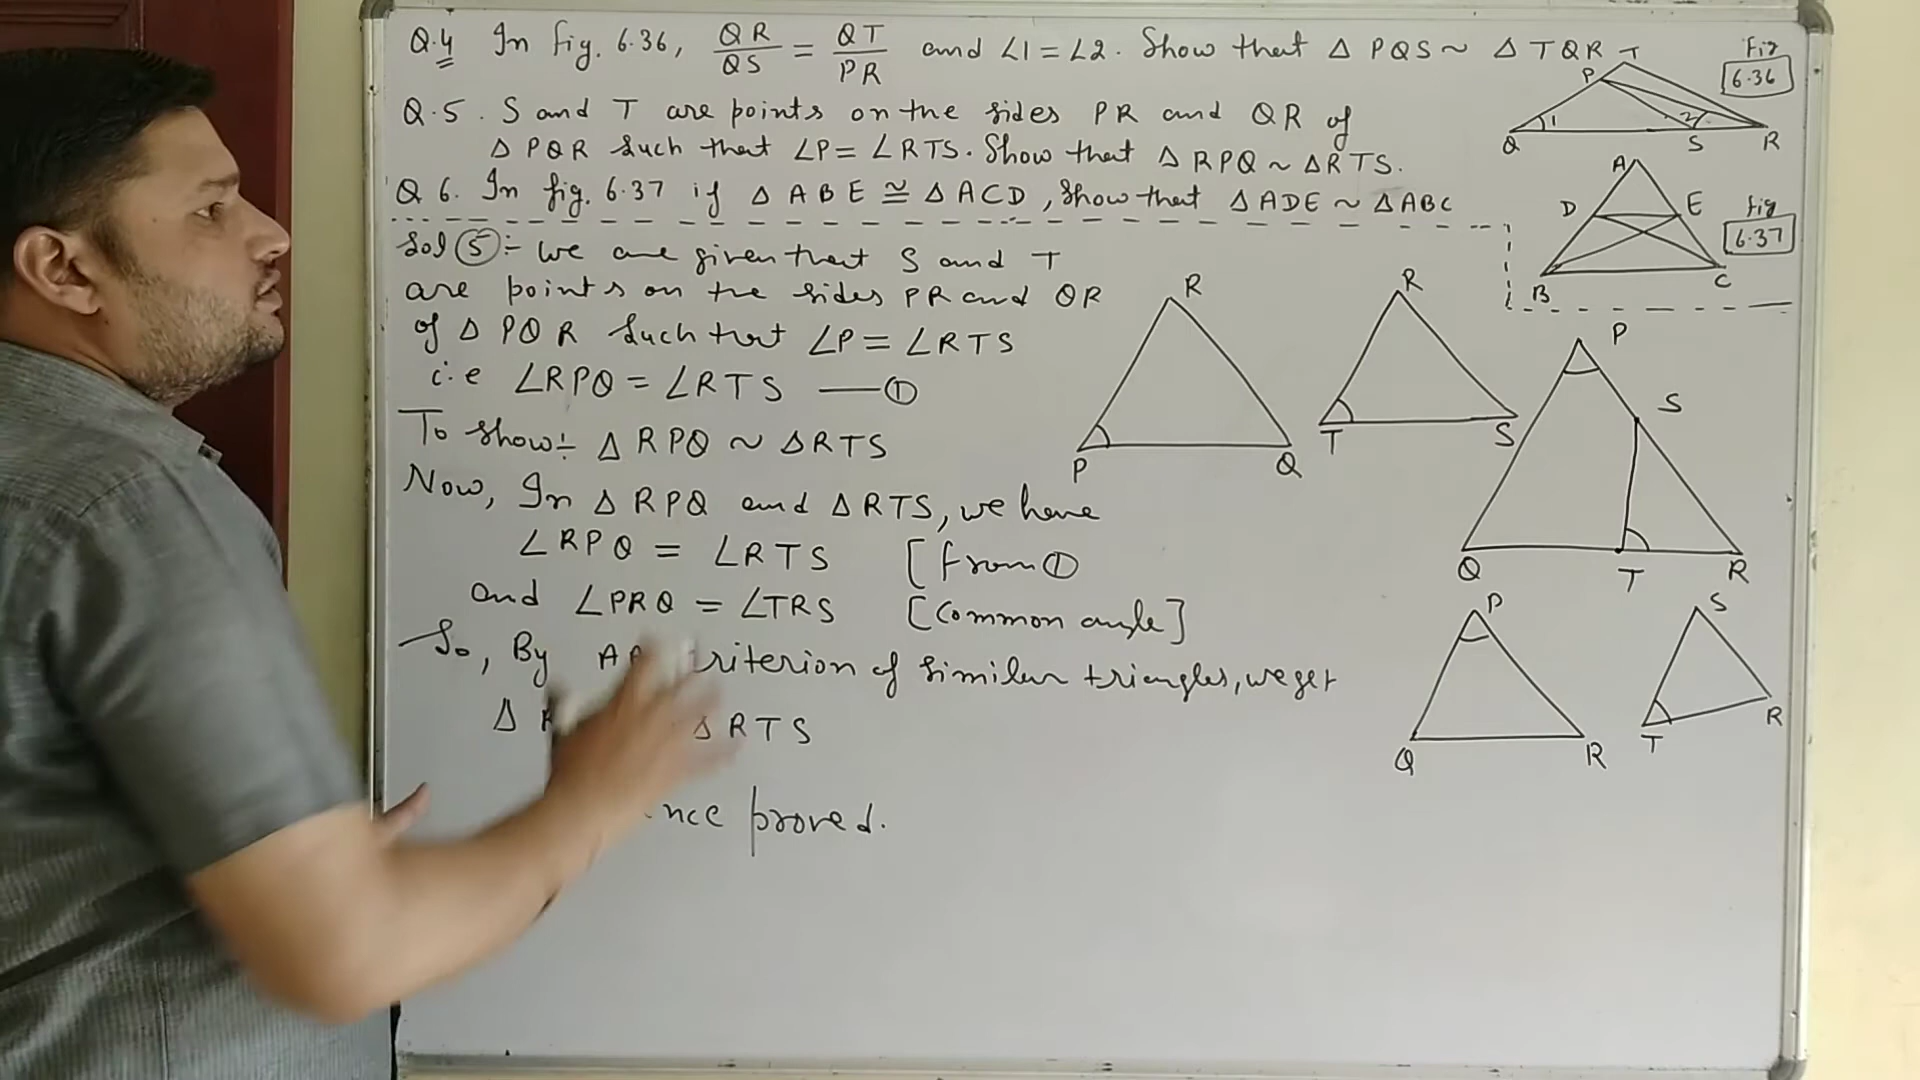 Q.4 In fig. 6.36, QR/QS = QT/PR and ∠1 = ∠2. Show that Δ PQS ~ Δ TQR
Q.5. S and T are points on the sides PR and QR of
Δ PQR such that ∠P = ∠RTS. Show that Δ RPQ ~ Δ RTS.
Q 6. In fig. 6.37 if Δ ABE ≅ Δ ACD, Show that Δ ADE ~ Δ ABC
Fig
6.36
T
P
1
2
Q
S
R
A
D
E
fig
6.37
B
C
Sol ⑤ :- We are given that S and T
are points on the sides PR and QR
of Δ PQR such that ∠P = ∠RTS
i.e ∠RPQ = ∠RTS —— ①
To show :- Δ RPQ ~ Δ RTS
Now, In Δ RPQ and Δ RTS, we have
∠RPQ = ∠RTS [from ①
and ∠PRQ = ∠TRS [Common angle]
So, By riterion of similar triangles, we get
Δ Δ RTS
nce proved.
R
P
Q
R
T
S
P
S
Q
T
R
P
Q
R
S
T
R